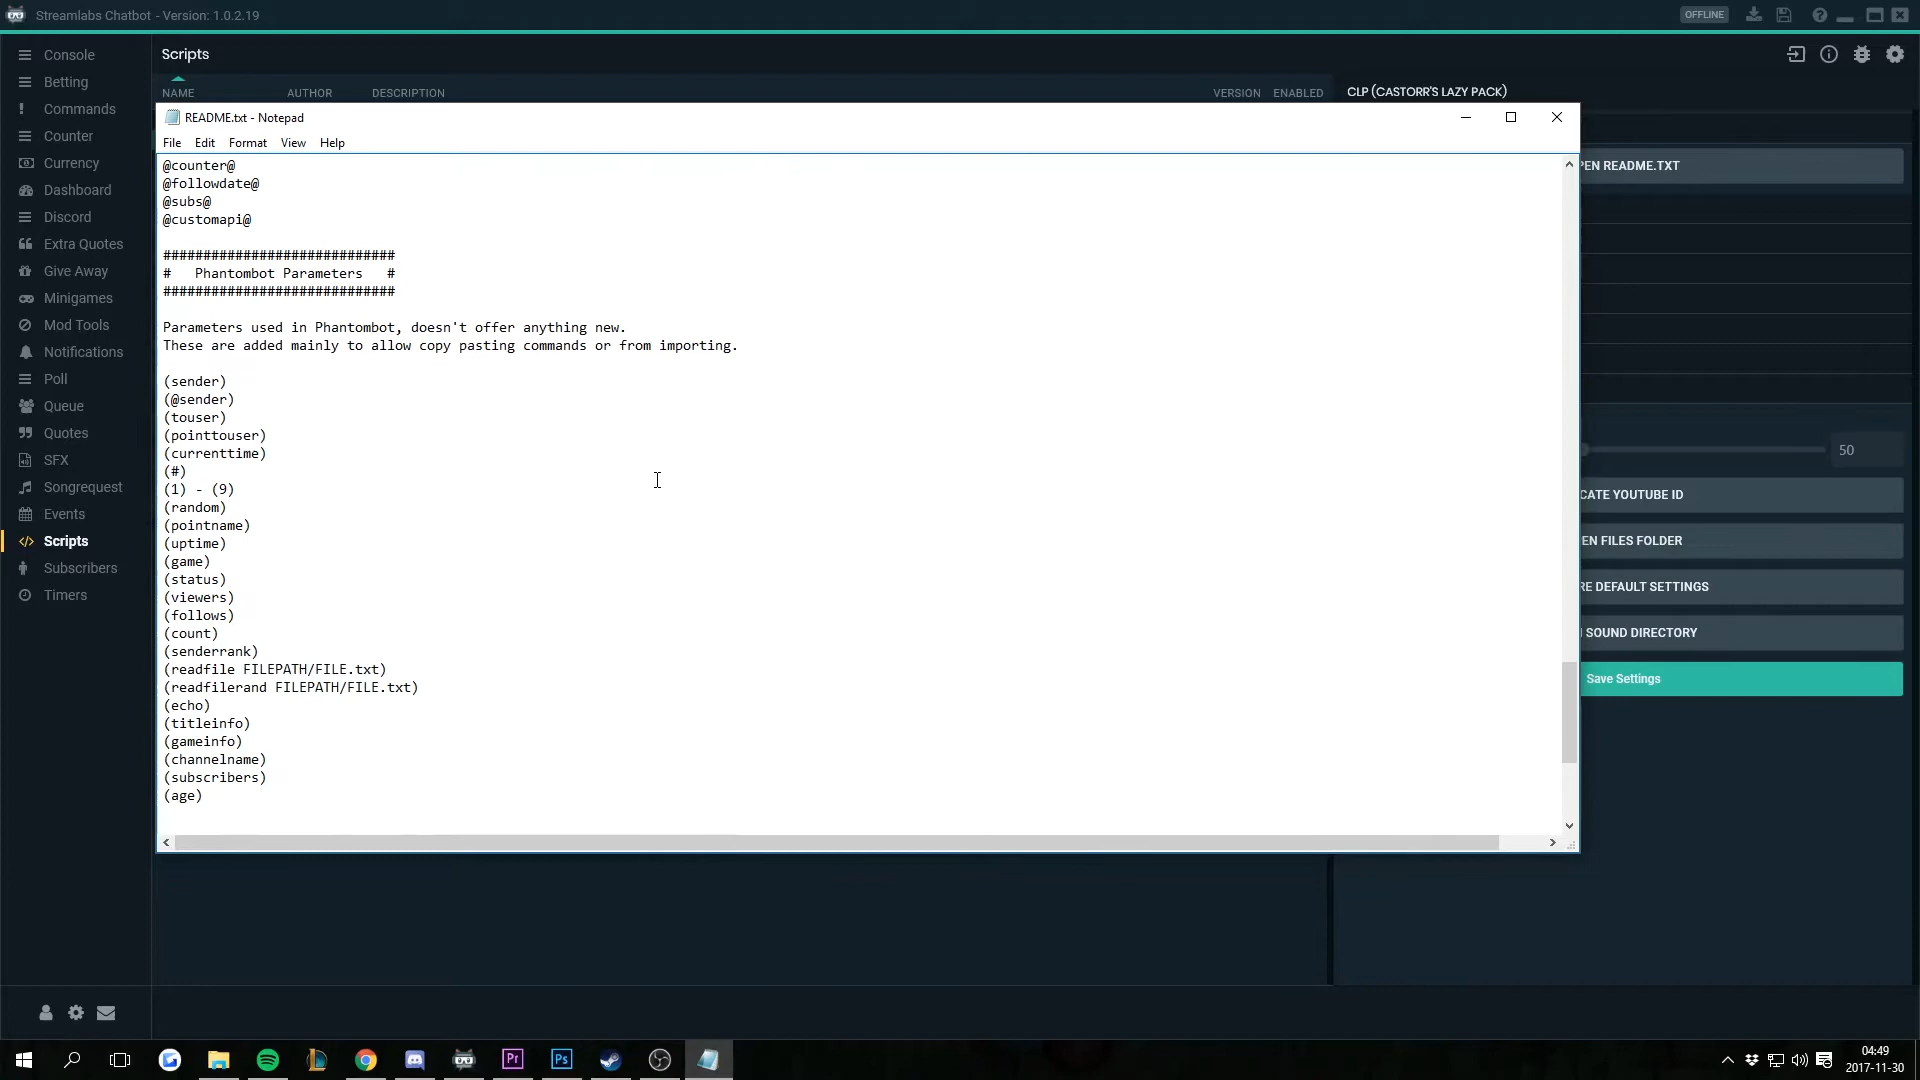 Streamlabs Chatbot - Version: 1.0.2.19
OFFLINE
Console
Betting
Commands
Counter
Currency
Dashboard
Discord
Extra Quotes
Give Away
Minigames
Mod Tools
Notifications
Poll
Queue
Quotes
SFX
Songrequest
Events
Scripts
Subscribers
Timers
Scripts
NAME AUTHOR DESCRIPTION VERSION ENABLED
CLP (CASTORR'S LAZY PACK)
README.txt - Notepad
File Edit Format View Help
@counter@
@followdate@
@subs@
@customapi@
#############################
# Phantombot Parameters #
#############################
Parameters used in Phantombot, doesn't offer anything new.
These are added mainly to allow copy pasting commands or from importing.
(sender)
(@sender)
(touser)
(pointtouser)
(currenttime)
(#)
(1) - (9)
(random)
(pointname)
(uptime)
(game)
(status)
(viewers)
(follows)
(count)
(senderrank)
(readfile FILEPATH/FILE.txt)
(readfilerand FILEPATH/FILE.txt)
(echo)
(titleinfo)
(gameinfo)
(channelname)
(subscribers)
(age)
PEN README.TXT
50
CATE YOUTUBE ID
EN FILES FOLDER
RE DEFAULT SETTINGS
SOUND DIRECTORY
Save Settings
Pr
Ps
04:49
2017-11-30